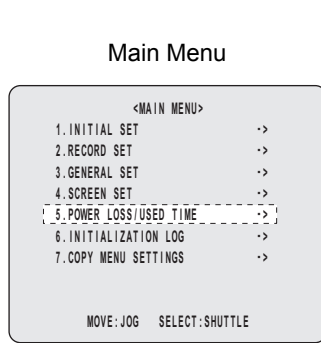 Main Menu
<MAIN MENU>
1.INITIAL SET ->
2.RECORD SET ->
3.GENERAL SET ->
4.SCREEN SET ->
5.POWER LOSS/USED TIME ->
6.INITIALIZATION LOG ->
7.COPY MENU SETTINGS ->
MOVE:JOG SELECT:SHUTTLE